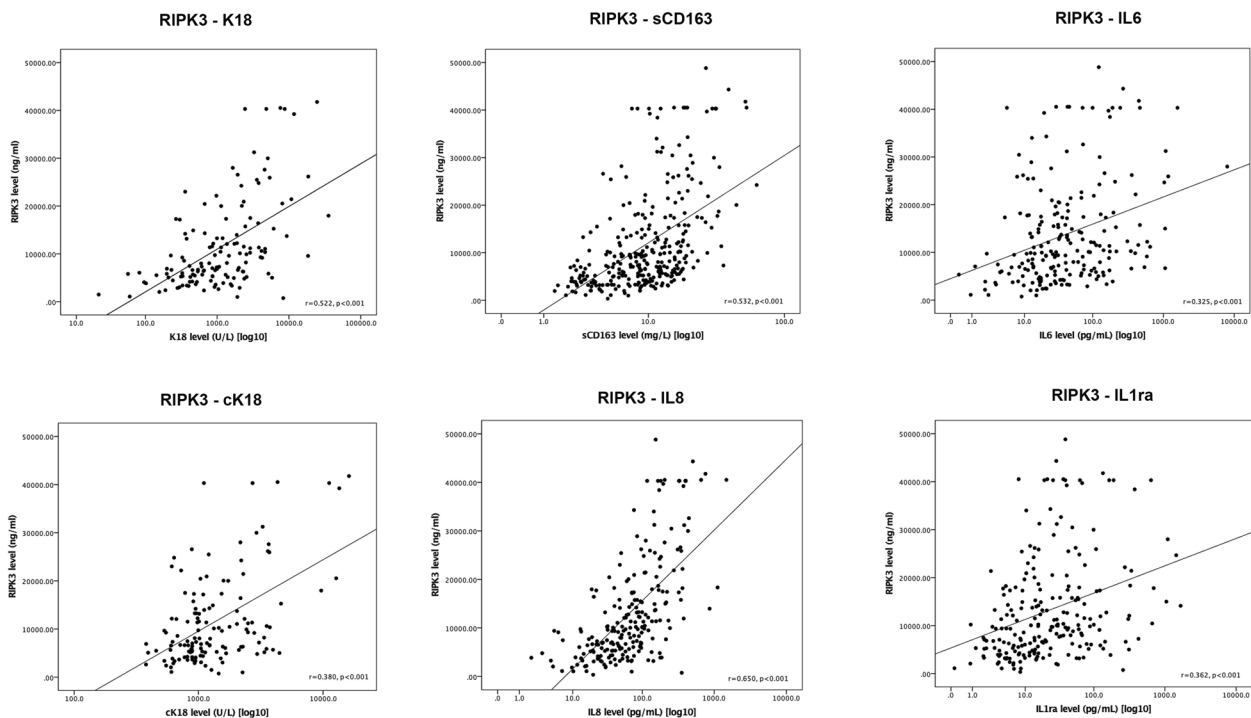 RIPK3 - K18
RIPK3 level (ng/ml)
50000.00
40000.00
30000.00
20000.00
10000.00
.00
10.0 100.0 1000.0 10000.0 100000.0
r=0.522, p<0.001
K18 level (U/L) [log10]
RIPK3 - sCD163
RIPK3 level (ng/ml)
50000.00
40000.00
30000.00
20000.00
10000.00
.00
.0 1.0 10.0 100.0
r=0.532, p<0.001
sCD163 level (mg/L) [log10]
RIPK3 - IL6
RIPK3 level (ng/ml)
50000.00
40000.00
30000.00
20000.00
10000.00
.00
.0 1.0 10.0 100.0 1000.0 10000.0
r=0.325, p<0.001
IL6 level (pg/mL) [log10]
RIPK3 - cK18
RIPK3 level (ng/ml)
50000.00
40000.00
30000.00
20000.00
10000.00
.00
100.0 1000.0 10000.0
r=0.380, p<0.001
cK18 level (U/L) [log10]
RIPK3 - IL8
RIPK3 level (ng/ml)
50000.00
40000.00
30000.00
20000.00
10000.00
.00
.0 1.0 10.0 100.0 1000.0 10000.0
r=0.650, p<0.001
IL8 level (pg/mL) [log10]
RIPK3 - IL1ra
RIPK3 level (ng/ml)
50000.00
40000.00
30000.00
20000.00
10000.00
.00
.0 1.0 10.0 100.0 1000.0 10000.0
r=0.362, p<0.001
IL1ra level (pg/mL) [log10]